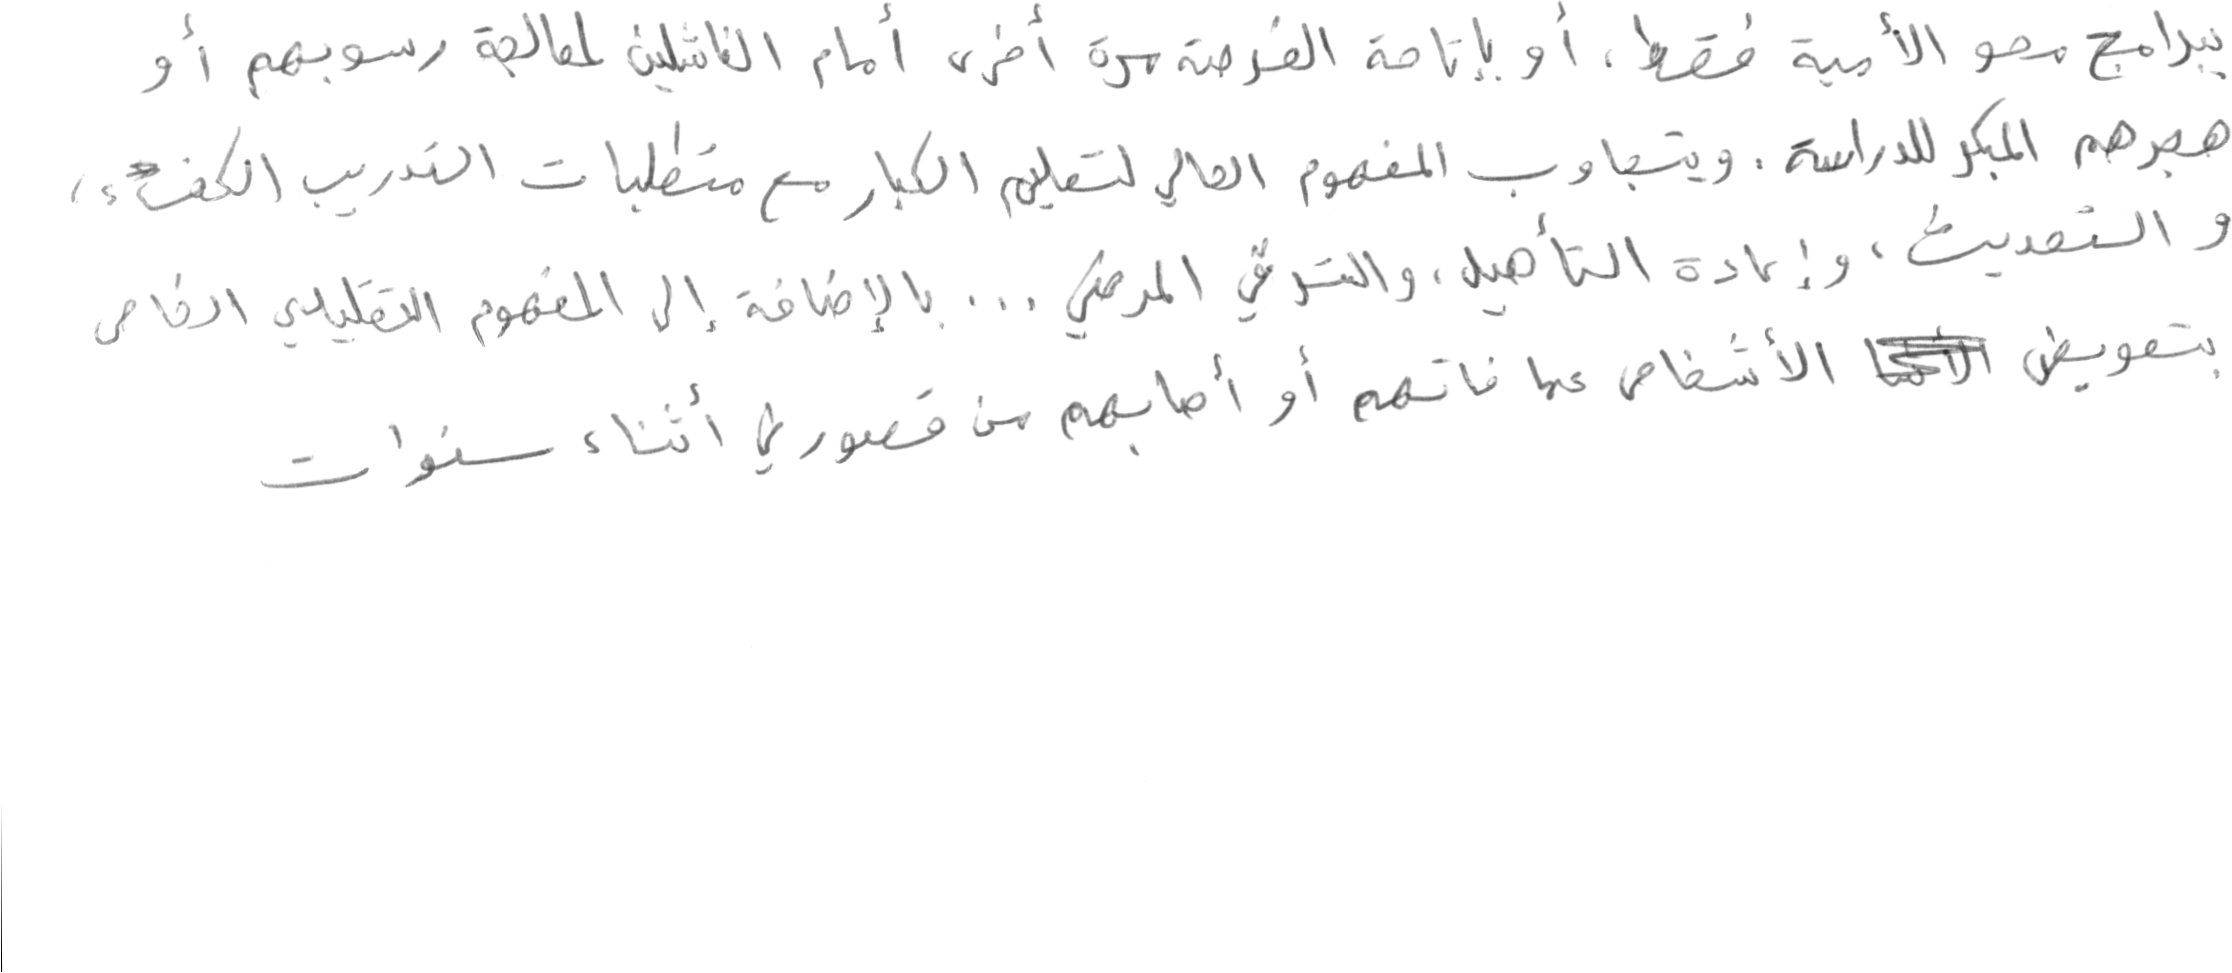 ببرامج محو الأمية فقط، أو بإتاحة الفرصة مرة أخرى أمام الفاشلين لمعالجة رسوبهم أو
هجرهم المبكر للدراسة. ويتجاوب المفهوم الحالي لتعليم الكبار مع متطلبات التدريب الكفء،
والتحديث، وإعادة التأهيل، والترقي المرحلي... بالإضافة إلى المفهوم التقليدي الخاص
بتعويض الأشخاص عما فاتهم أو أصابهم من قصور في أثناء سنوات